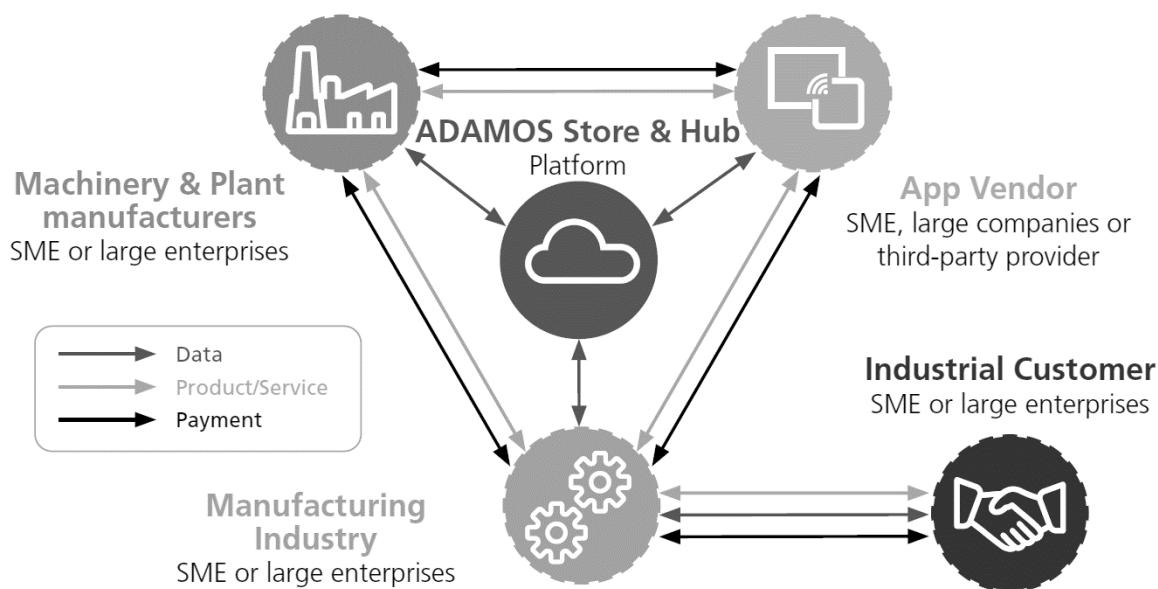 ADAMOS Store & Hub
Platform
Machinery & Plant
manufacturers
SME or large enterprises
App Vendor
SME, large companies or
third-party provider
Data
Product/Service
Payment
Industrial Customer
SME or large enterprises
Manufacturing
Industry
SME or large enterprises